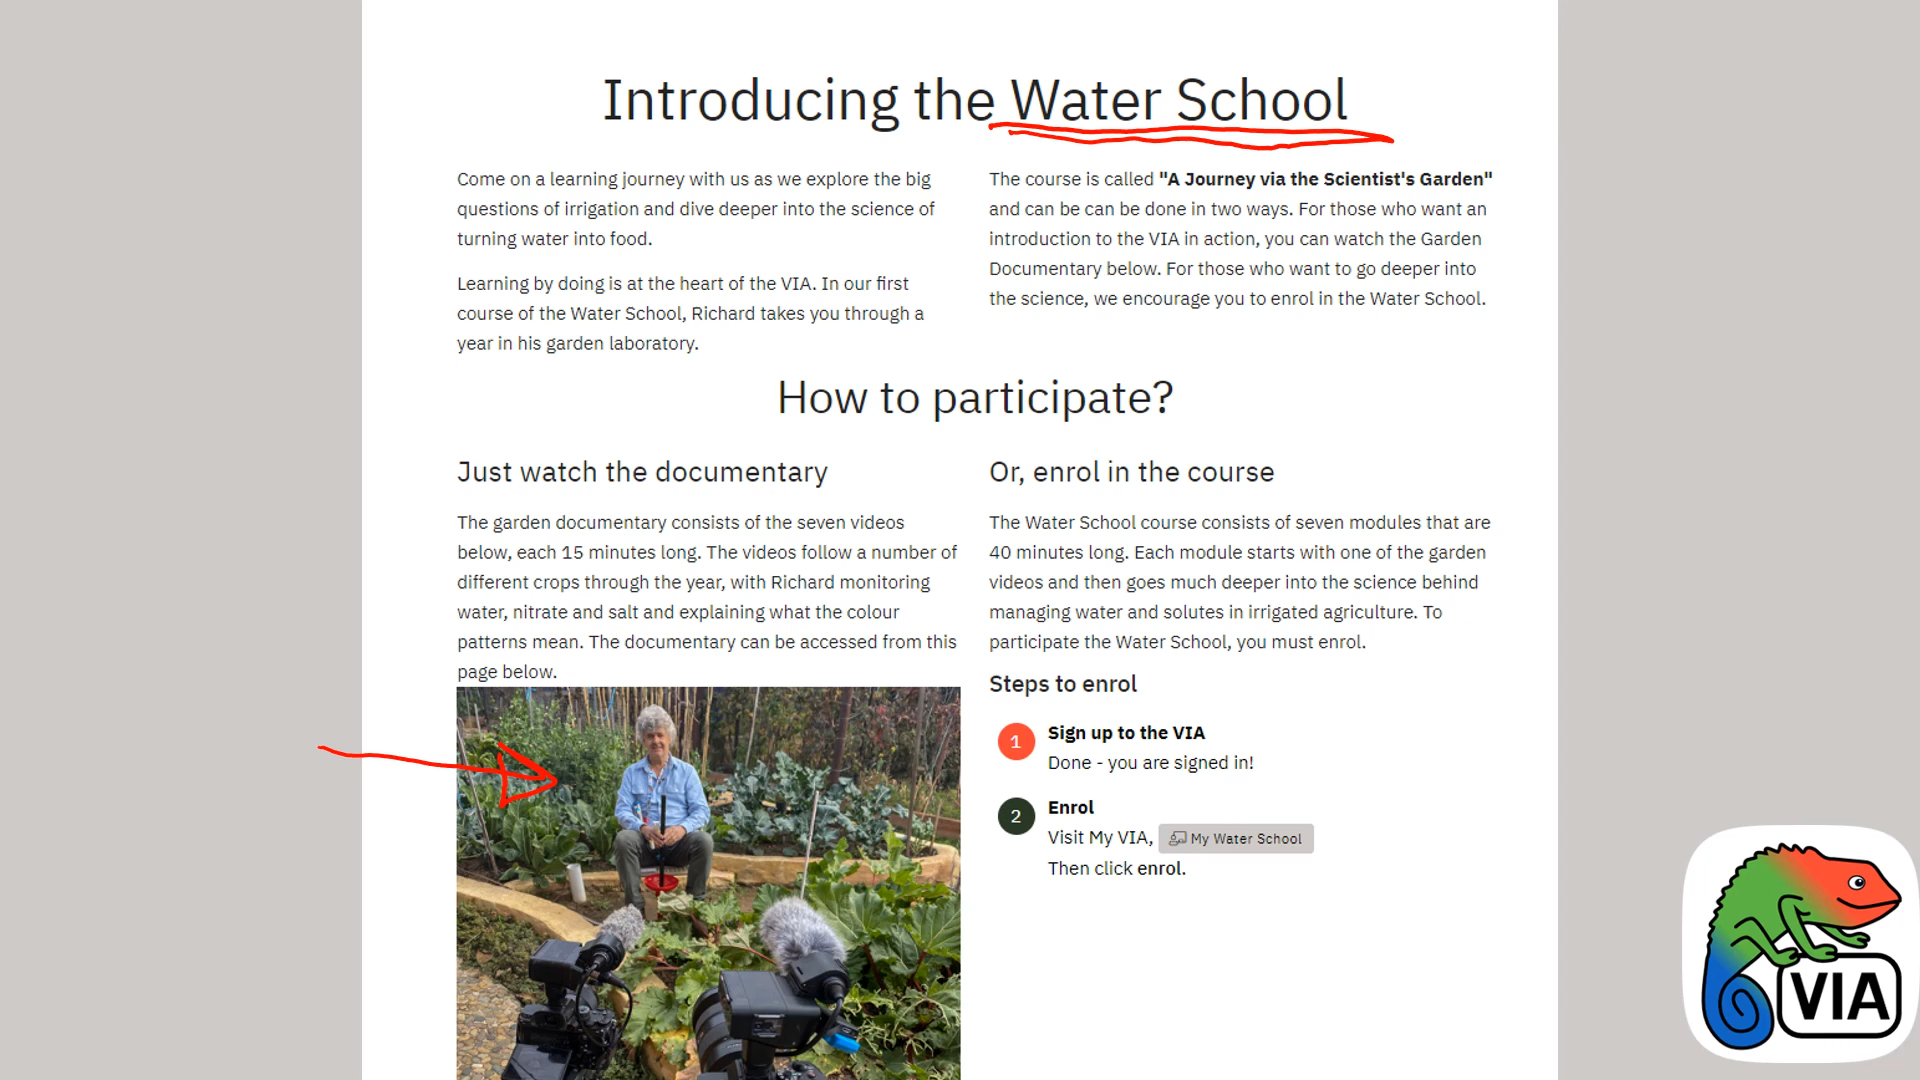 Introducing the Water School
Come on a learning journey with us as we explore the big
questions of irrigation and dive deeper into the science of
turning water into food.
Learning by doing is at the heart of the VIA. In our first
course of the Water School, Richard takes you through a
year in his garden laboratory.
The course is called "A Journey via the Scientist's Garden"
and can be can be done in two ways. For those who want an
introduction to the VIA in action, you can watch the Garden
Documentary below. For those who want to go deeper into
the science, we encourage you to enrol in the Water School.
How to participate?
Just watch the documentary
The garden documentary consists of the seven videos
below, each 15 minutes long. The videos follow a number of
different crops through the year, with Richard monitoring
water, nitrate and salt and explaining what the colour
patterns mean. The documentary can be accessed from this
page below.
Or, enrol in the course
The Water School course consists of seven modules that are
40 minutes long. Each module starts with one of the garden
videos and then goes much deeper into the science behind
managing water and solutes in irrigated agriculture. To
participate the Water School, you must enrol.
Steps to enrol
1 Sign up to the VIA
Done - you are signed in!
2 Enrol
Visit My VIA, My Water School
Then click enrol.
VIA